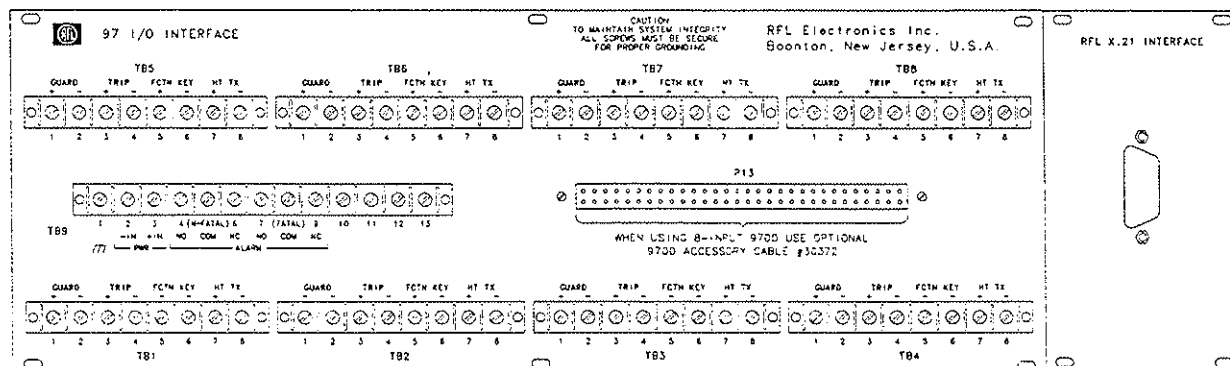 RFL 97 I/O INTERFACE
CAUTION
TO MAINTAIN SYSTEM INTEGRITY
ALL SCREWS MUST BE SECURE
FOR PROPER GROUNDING
RFL Electronics Inc.
Boonton, New Jersey, U.S.A.
RFL X.21 INTERFACE
TB5 TB6 TB7 TB8
GUARD TRIP FCTN KEY HT TX GUARD TRIP FCTN KEY HT TX GUARD TRIP FCTN KEY HT TX GUARD TRIP FCTN KEY HT TX
+ - + - + - + - + - + - + - + - + - + - + - + - + - + - + - + -
1 2 3 4 5 6 7 8 1 2 3 4 5 6 7 8 1 2 3 4 5 6 7 8 1 2 3 4 5 6 7 8
P13
TB9
1 2 3 4 (N-FATAL) 6 7 (FATAL) 9 10 11 12 13
-IN +IN NO COM NC NO COM NC
PWR ALARM
WHEN USING 8-INPUT 9700 USE OPTIONAL
9700 ACCESSORY CABLE #30372
GUARD TRIP FCTN KEY HT TX GUARD TRIP FCTN KEY HT TX GUARD TRIP FCTN KEY HT TX GUARD TRIP FCTN KEY HT TX
+ - + - + - + - + - + - + - + - + - + - + - + - + - + - + - + -
1 2 3 4 5 6 7 8 1 2 3 4 5 6 7 8 1 2 3 4 5 6 7 8 1 2 3 4 5 6 7 8
TB1 TB2 TB3 TB4